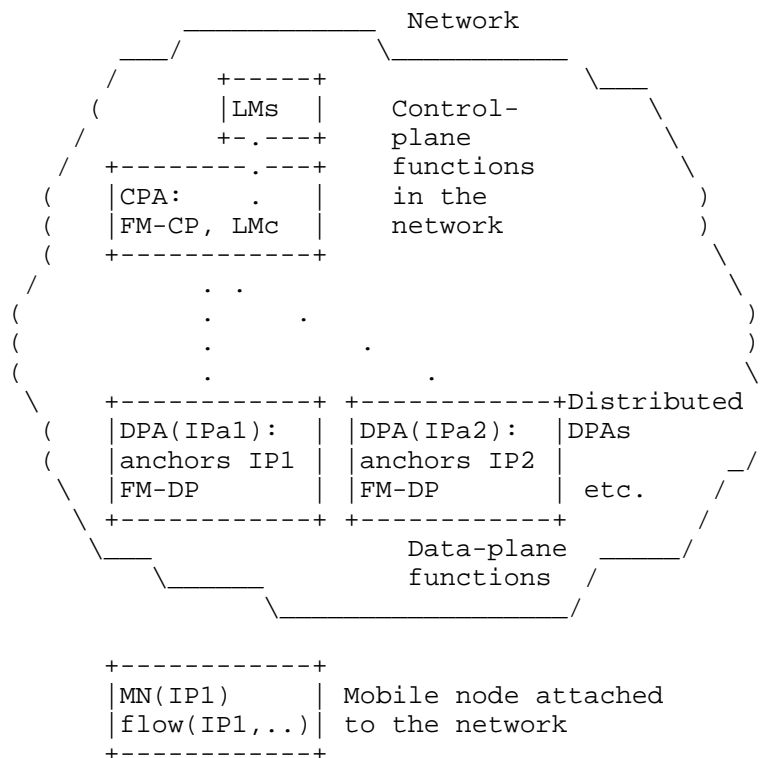 Network
LMs Control-
plane
functions
CPA: in the
FM-CP, LMc network
Distributed
DPA(IPa1): DPA(IPa2): DPAs
anchors IP1 anchors IP2
FM-DP FM-DP etc.
Data-plane
functions
MN(IP1) Mobile node attached
flow(IP1,..) to the network